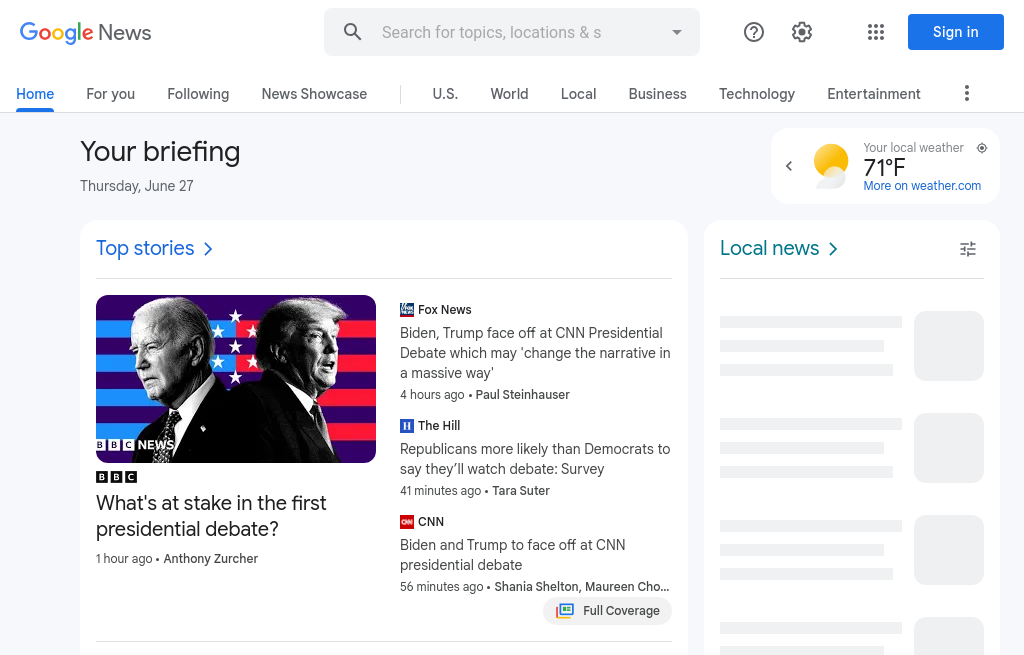 Google News
Search for topics, locations & s
Sign in
Home
For you
Following
News Showcase
U.S.
World
Local
Business
Technology
Entertainment
Your briefing
Thursday, June 27
Your local weather
71°F
More on weather.com
Top stories
BBC NEWS
BBC
What's at stake in the first
presidential debate?
1 hour ago • Anthony Zurcher
FOX NEWS
Fox News
Biden, Trump face off at CNN Presidential
Debate which may 'change the narrative in
a massive way'
4 hours ago • Paul Steinhauser
H
The Hill
Republicans more likely than Democrats to
say they’ll watch debate: Survey
41 minutes ago • Tara Suter
CNN
CNN
Biden and Trump to face off at CNN
presidential debate
56 minutes ago • Shania Shelton, Maureen Cho...
Full Coverage
Local news